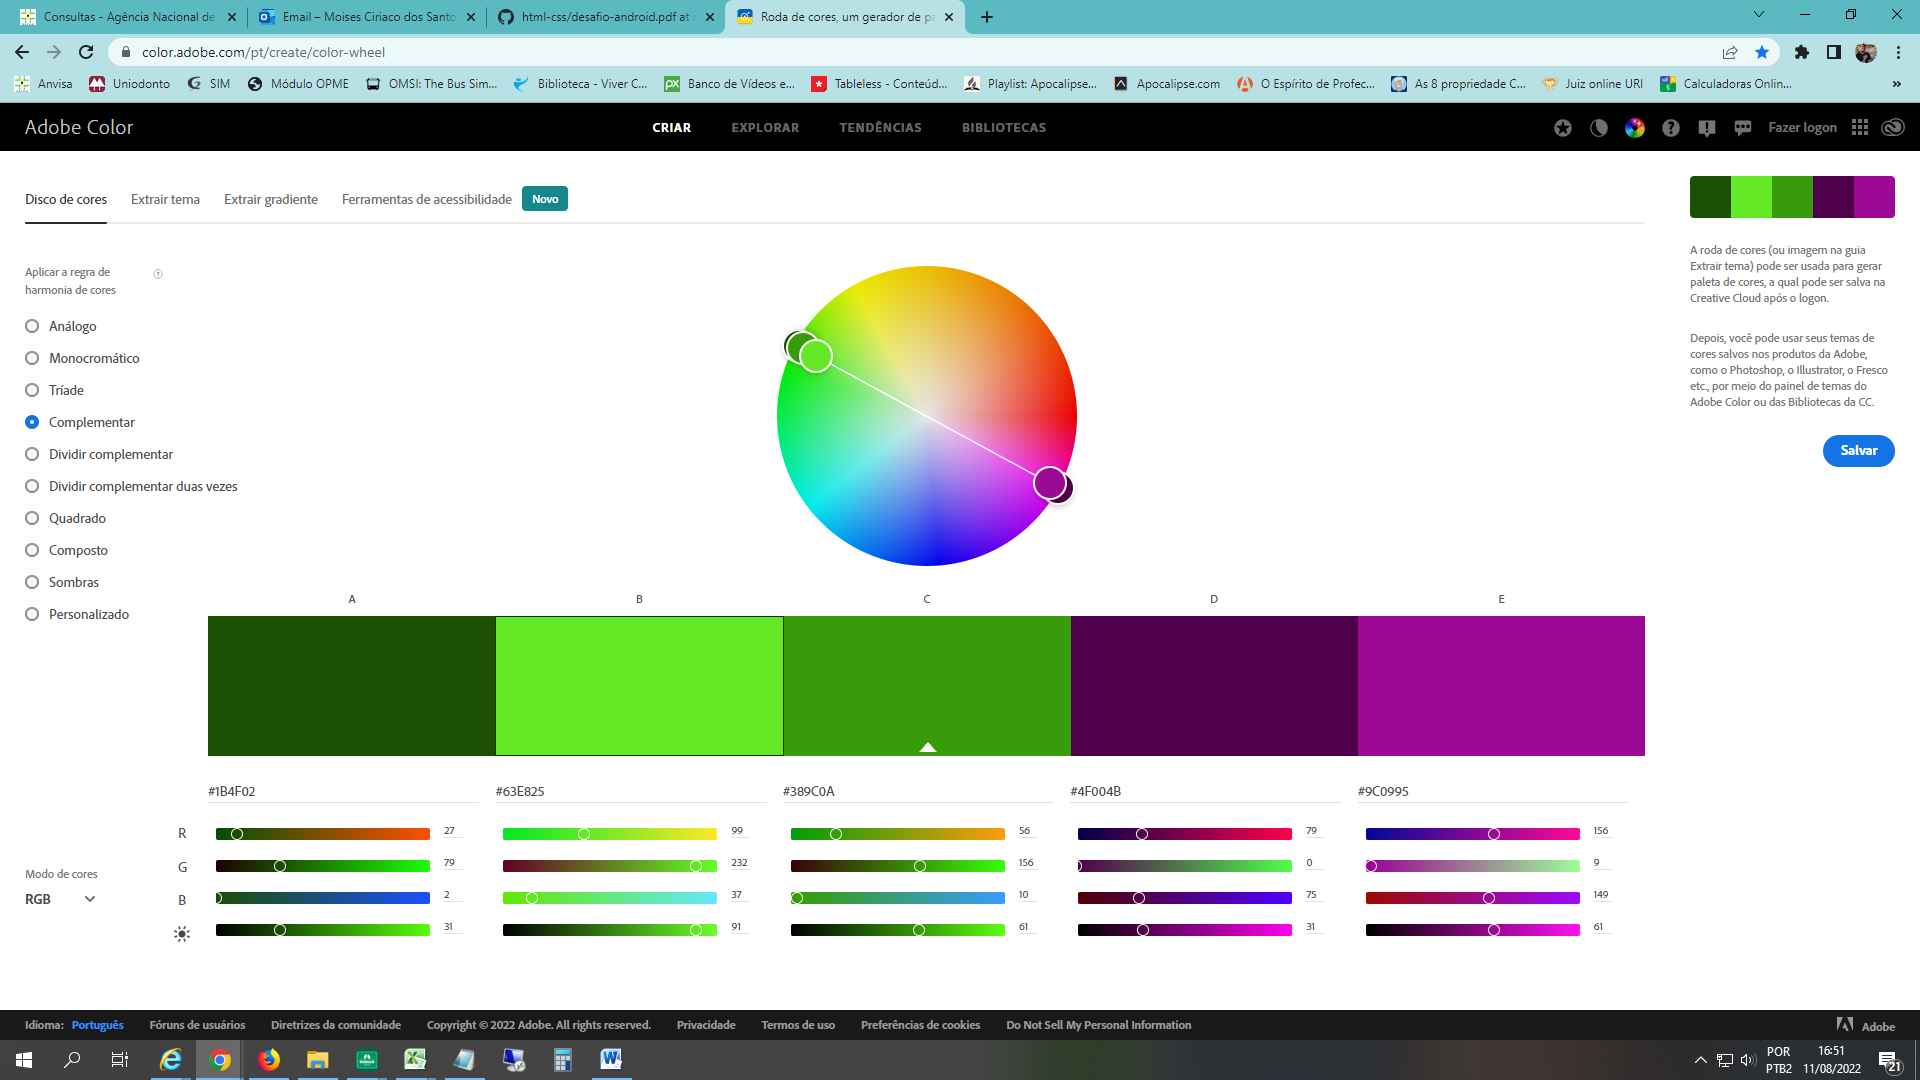 Consultas - Agência Nacional de
Email – Moises Ciriaco dos Santo
html-css/desafio-android.pdf at
Roda de cores, um gerador de pa
color.adobe.com/pt/create/color-wheel
Anvisa
Uniodonto
SIM
Módulo OPME
OMSI: The Bus Sim...
Biblioteca - Viver C...
Banco de Vídeos e...
Tableless - Conteúd...
Playlist: Apocalipse...
Apocalipse.com
O Espírito de Profec...
As 8 propriedade C...
Juiz online URI
Calculadoras Onlin...
»
Adobe Color
CRIAR
EXPLORAR
TENDÊNCIAS
BIBLIOTECAS
Fazer logon
Disco de cores
Extrair tema
Extrair gradiente
Ferramentas de acessibilidade
Novo
A roda de cores (ou imagem na guia
Extrair tema) pode ser usada para gerar
paleta de cores, a qual pode ser salva na
Creative Cloud após o logon.
Depois, você pode usar seus temas de
cores salvos nos produtos da Adobe,
como o Photoshop, o Illustrator, o Fresco
etc., por meio do painel de temas do
Adobe Color ou das Bibliotecas da CC.
Salvar
Aplicar a regra de
harmonia de cores
Análogo
Monocromático
Tríade
Complementar
Dividir complementar
Dividir complementar duas vezes
Quadrado
Composto
Sombras
Personalizado
A
B
C
D
E
#1B4F02
#63E825
#389C0A
#4F004B
#9C0995
R
27
99
56
79
156
G
79
232
156
0
9
B
2
37
10
75
149
31
91
61
31
61
Modo de cores
RGB
Idioma: Português
Fóruns de usuários
Diretrizes da comunidade
Copyright © 2022 Adobe. All rights reserved.
Privacidade
Termos de uso
Preferências de cookies
Do Not Sell My Personal Information
Adobe
POR
PTB2
16:51
11/08/2022
21